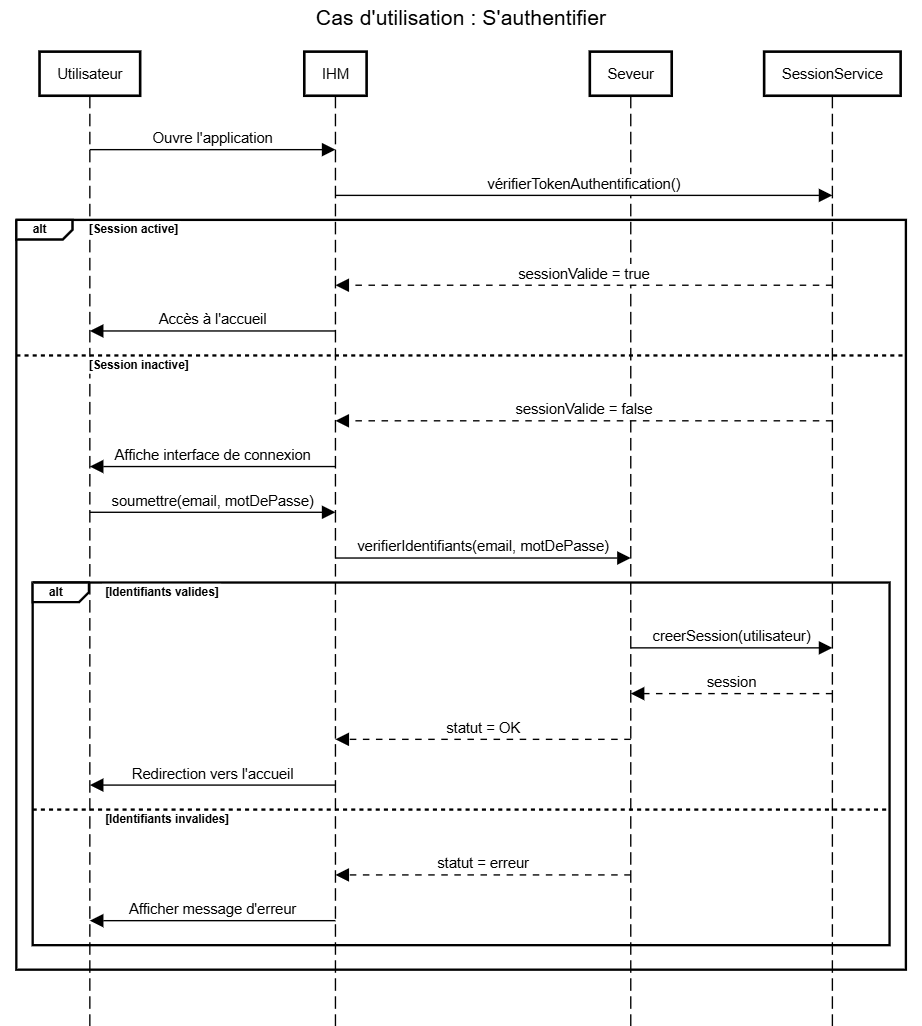 Cas d'utilisation : S'authentifier
Utilisateur
IHM
Seveur
SessionService
Ouvre l'application
vérifierTokenAuthentification()
alt
[Session active]
sessionValide = true
Accès à l'accueil
[Session inactive]
sessionValide = false
Affiche interface de connexion
soumettre(email, motDePasse)
verifierIdentifiants(email, motDePasse)
alt
[Identifiants valides]
creerSession(utilisateur)
session
statut = OK
Redirection vers l'accueil
[Identifiants invalides]
statut = erreur
Afficher message d'erreur